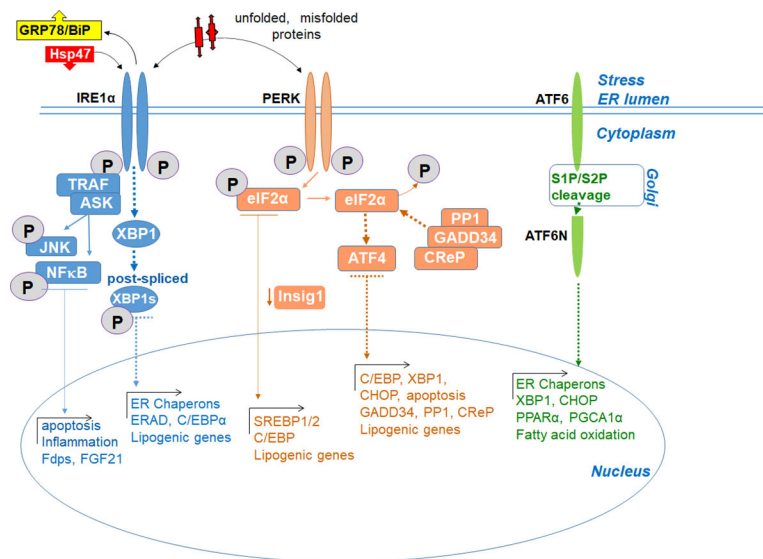 GRP78/BiP
Hsp47
unfolded, misfolded
proteins
IRE1α
PERK
ATF6
Stress
ER lumen
Cytoplasm
P
P
P
P
TRAF
ASK
P
eIF2α
eIF2α
P
S1P/S2P
cleavage
Golgi
P
JNK
XBP1
PP1
GADD34
CReP
ATF6N
NFκB
P
post-spliced
XBP1s
P
ATF4
Insig1
apoptosis
Inflammation
Fdps, FGF21
ER Chaperons
ERAD, C/EBPα
Lipogenic genes
SREBP1/2
C/EBP
Lipogenic genes
C/EBP, XBP1,
CHOP, apoptosis
GADD34, PP1, CReP
Lipogenic genes
ER Chaperons
XBP1, CHOP
PPARα, PGCA1α
Fatty acid oxidation
Nucleus